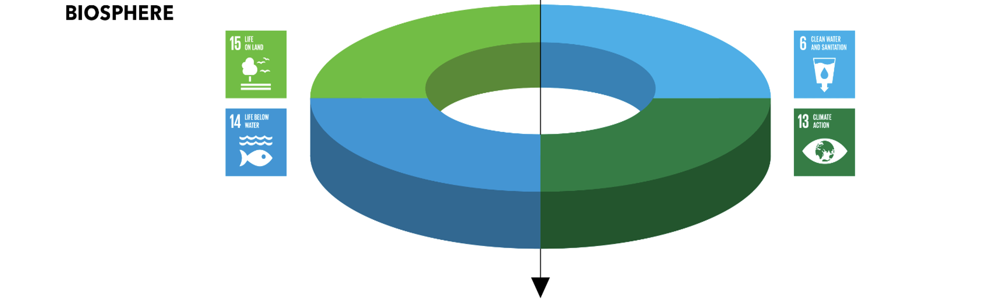 BIOSPHERE
15 LIFE
ON LAND
6 CLEAN WATER
AND SANITATION
14 LIFE BELOW
WATER
13 CLIMATE
ACTION